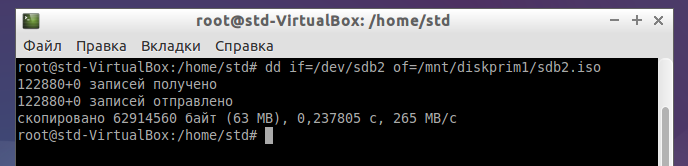 root@std-VirtualBox: /home/std
Файл Правка Вкладки Справка
root@std-VirtualBox:/home/std# dd if=/dev/sdb2 of=/mnt/diskprim1/sdb2.iso
122880+0 записей получено
122880+0 записей отправлено
скопировано 62914560 байт (63 MB), 0,237805 c, 265 MB/c
root@std-VirtualBox:/home/std#